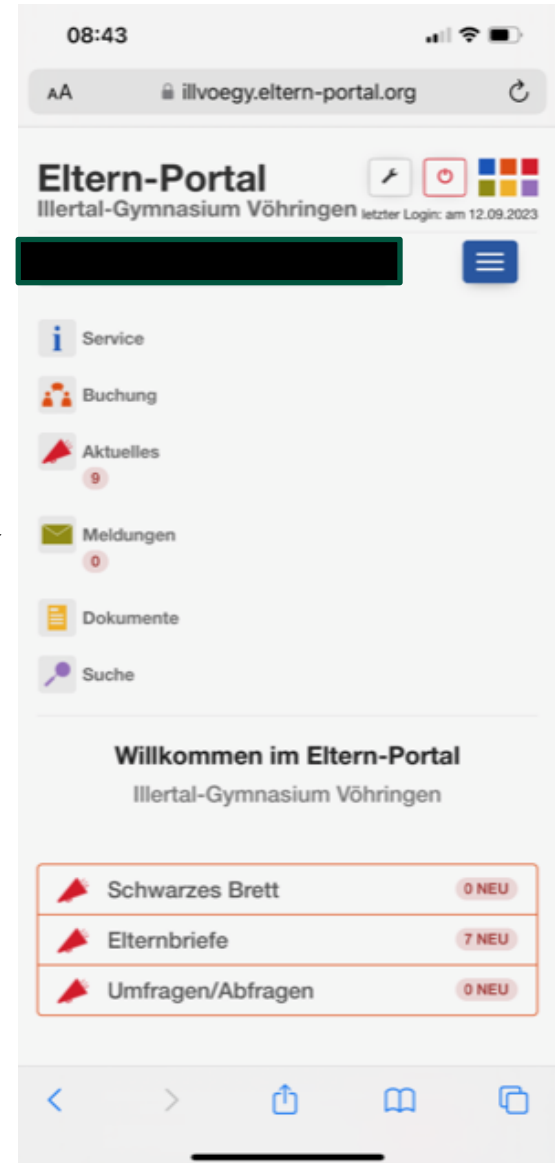 08:43
AA illvoegy.eltern-portal.org
Eltern-Portal
Illertal-Gymnasium Vöhringen letzter Login: am 12.09.2023
i Service
Buchung
Aktuelles
9
Meldungen
0
Dokumente
Suche
Willkommen im Eltern-Portal
Illertal-Gymnasium Vöhringen
Schwarzes Brett 0 NEU
Elternbriefe 7 NEU
Umfragen/Abfragen 0 NEU